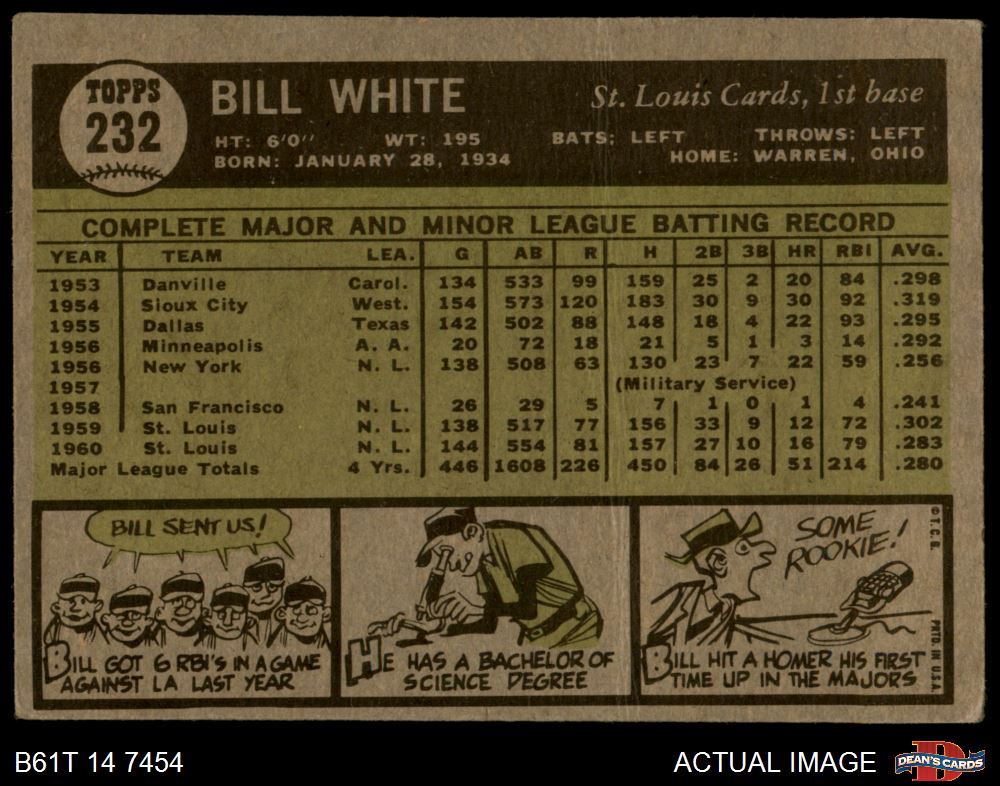 TOPPS
232
BILL WHITE
St. Louis Cards, 1st base
HT: 6'0" WT: 195 BATS: LEFT THROWS: LEFT
BORN: JANUARY 28, 1934 HOME: WARREN, OHIO
COMPLETE MAJOR AND MINOR LEAGUE BATTING RECORD
YEAR TEAM LEA. G AB R H 2B 3B HR RBI AVG.
1953 Danville Carol. 134 533 99 159 25 2 20 84 .298
1954 Sioux City West. 154 573 120 183 30 9 30 92 .319
1955 Dallas Texas 142 502 88 148 18 4 22 93 .295
1956 Minneapolis A. A. 20 72 18 21 5 1 3 14 .292
1956 New York N. L. 138 508 63 130 23 7 22 59 .256
1957 (Military Service)
1958 San Francisco N. L. 26 29 5 7 1 0 1 4 .241
1959 St. Louis N. L. 138 517 77 156 33 9 12 72 .302
1960 St. Louis N. L. 144 554 81 157 27 10 16 79 .283
Major League Totals 4 Yrs. 446 1608 226 450 84 26 51 214 .280
BILL SENT US!
BILL GOT 6 RBI'S IN A GAME
AGAINST LA LAST YEAR
HE HAS A BACHELOR OF
SCIENCE DEGREE
SOME
ROOKIE!
BILL HIT A HOMER HIS FIRST
TIME UP IN THE MAJORS
© T. C. G. PRTD. IN U.S.A.
B61T 14 7454
ACTUAL IMAGE
DEAN'S CARDS